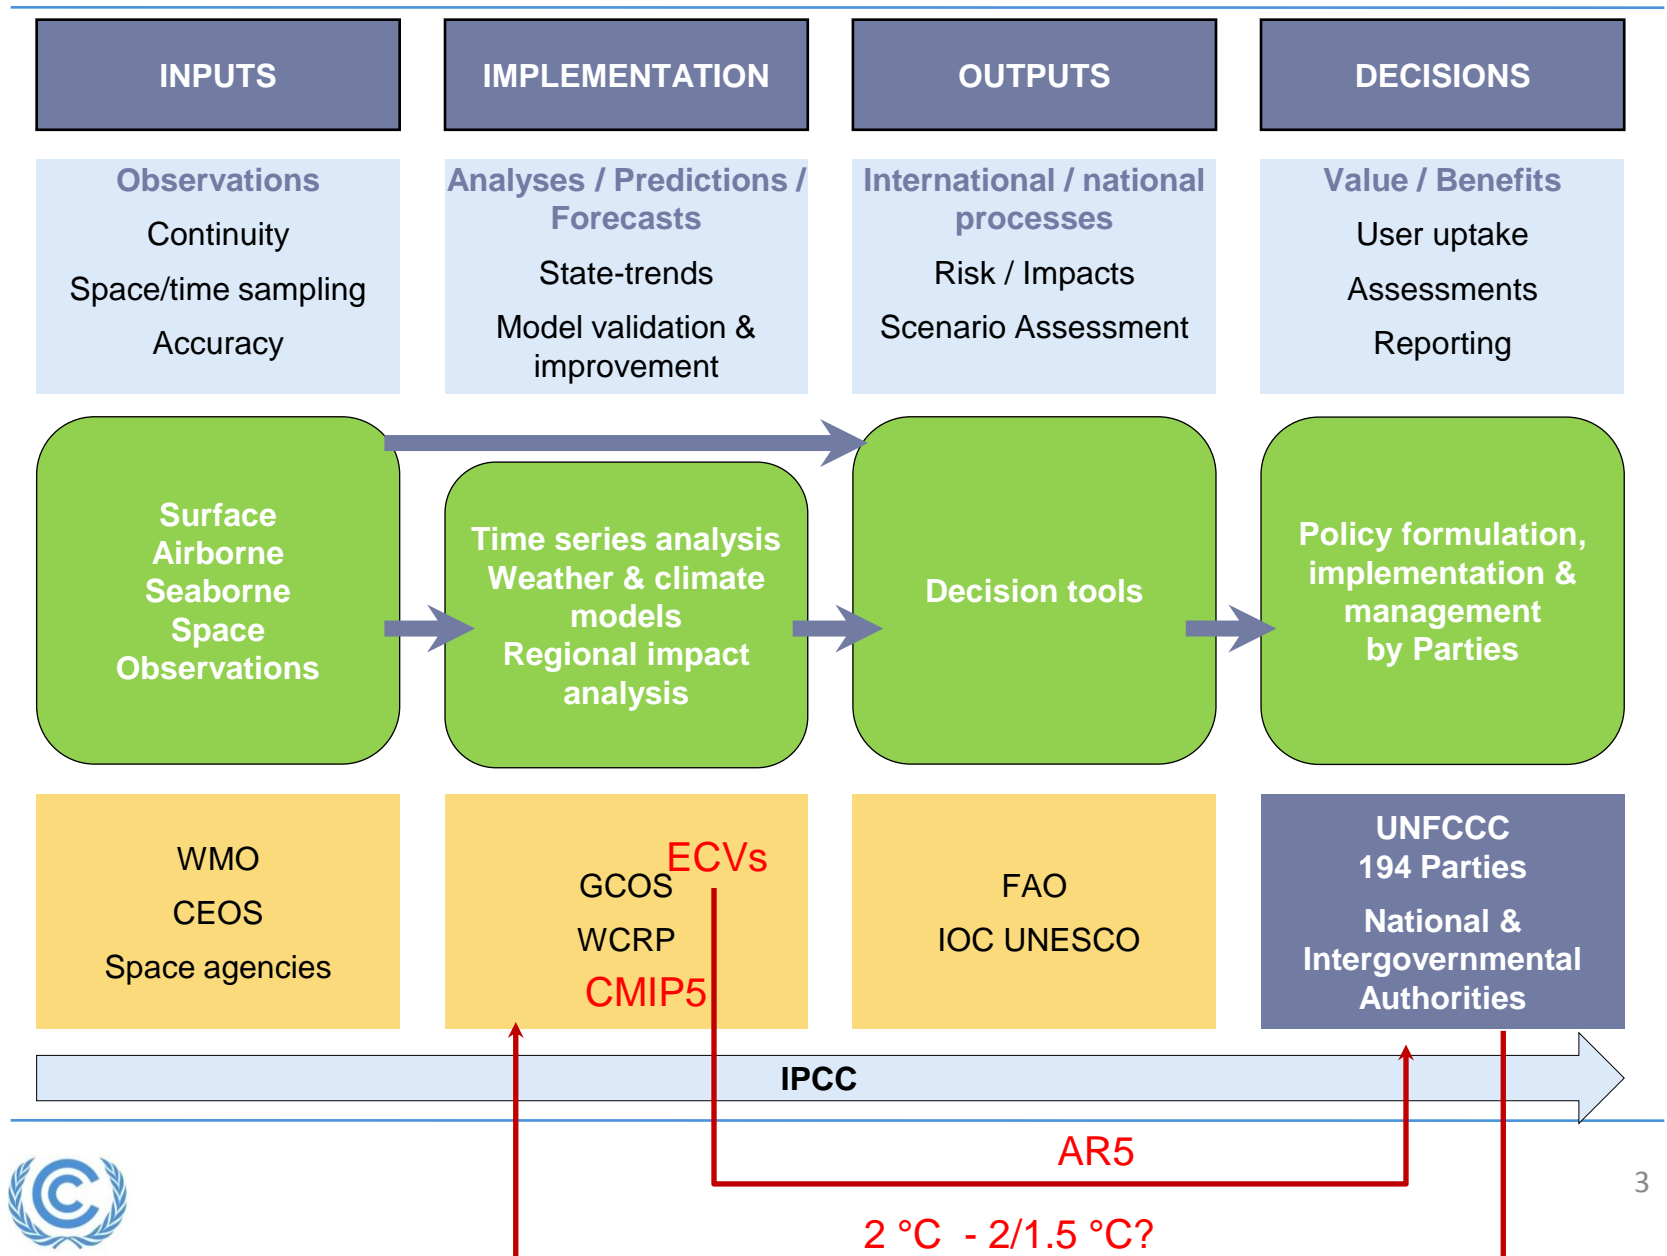 INPUTS
IMPLEMENTATION
OUTPUTS
DECISIONS
Observations
Continuity
Space/time sampling
Accuracy
Analyses / Predictions /
Forecasts
State-trends
Model validation &
improvement
International / national
processes
Risk / Impacts
Scenario Assessment
Value / Benefits
User uptake
Assessments
Reporting
Surface
Airborne
Seaborne
Space
Observations
Time series analysis
Weather & climate
models
Regional impact
analysis
Decision tools
Policy formulation,
implementation &
management
by Parties
WMO
CEOS
Space agencies
ECVs
GCOS
WCRP
CMIP5
FAO
IOC UNESCO
UNFCCC
194 Parties
National &
Intergovernmental
Authorities
IPCC
AR5
2 °C - 2/1.5 °C?
3